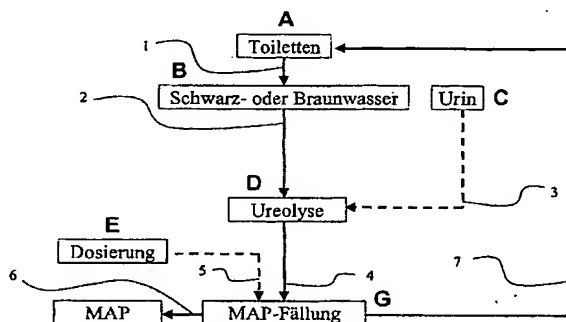 A
1
Toiletten
B
2
Schwarz- oder Braunwasser
Urin
C
D
3
Ureolyse
E
Dosierung
6
5
4
7
G
MAP
MAP-Fällung